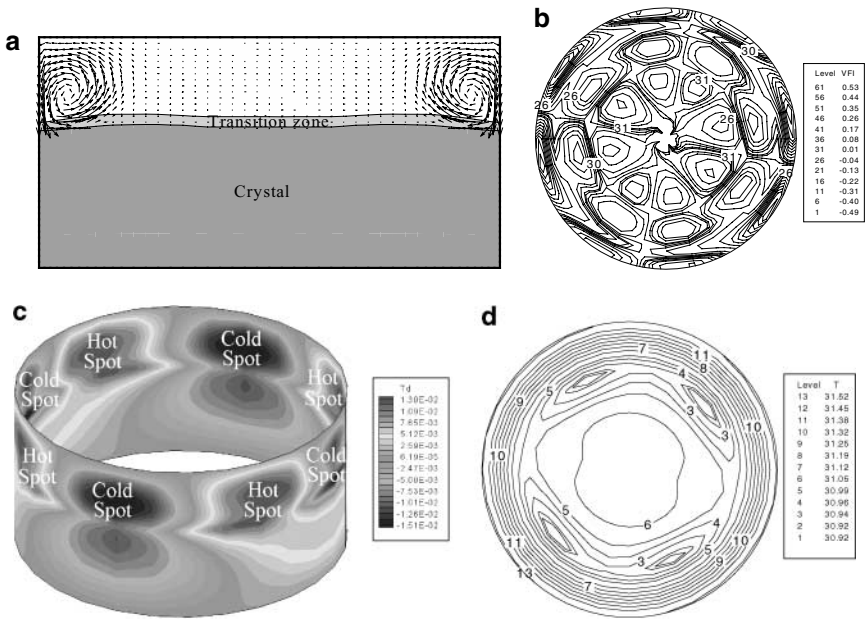 a
Transition zone
Crystal
b
30
31
26
26
31
30
31
26
Level VFI
61 0.53
56 0.44
51 0.35
46 0.26
41 0.17
36 0.08
31 0.01
26 -0.04
21 -0.13
16 -0.22
11 -0.31
6 -0.40
1 -0.49
c
Hot
Spot
Cold
Spot
Cold
Spot
Hot
Spot
Hot
Spot
Cold
Spot
Cold
Spot
Hot
Spot
Td
1.09E-02
7.65E-03
5.12E-03
2.59E-03
6.19E-05
-2.47E-03
-7.53E-03
-1.01E-02
-1.26E-02
-1.51E-02
d
7
11
8
4
5
3
9
3
10
10
5
6
4
11
3
5
10
9
13
7
Level T
13 31.52
12 31.45
11 31.38
10 31.32
9 31.25
8 31.19
7 31.12
6 31.05
5 30.99
4 30.96
3 30.94
2 30.92
1 30.92